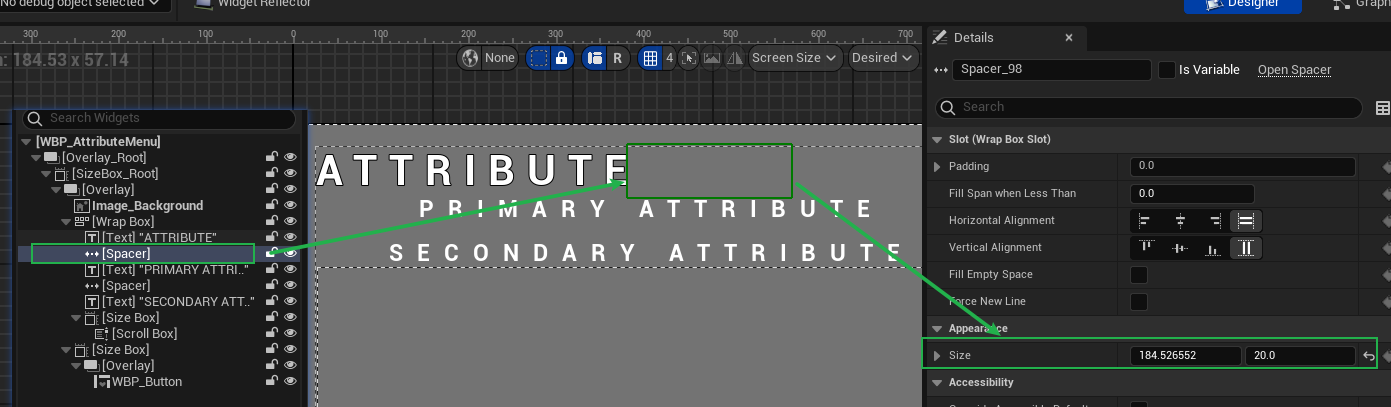 No debug object selected
Widget Reflector
Designer
Graph
300 200 100 0
300 400 500 600 700
: 184.53 x 57.14
None
R
4
Screen Size
Desired
Search Widgets
[WBP_AttributeMenu]
[Overlay_Root]
[SizeBox_Root]
[Overlay]
Image_Background
[Wrap Box]
[Text] "ATTRIBUTE"
[Spacer]
[Text] "PRIMARY ATTRI.."
[Spacer]
[Text] "SECONDARY ATT.."
[Size Box]
[Scroll Box]
[Size Box]
[Overlay]
WBP_Button
ATTRIBUTE
PRIMARY ATTRIBUTE
SECONDARY ATTRIBUTE
Details
Spacer_98
Is Variable
Open Spacer
Search
Slot (Wrap Box Slot)
Padding
0.0
Fill Span when Less Than
0.0
Horizontal Alignment
Vertical Alignment
Fill Empty Space
Force New Line
Appearance
Size
184.526552
20.0
Accessibility